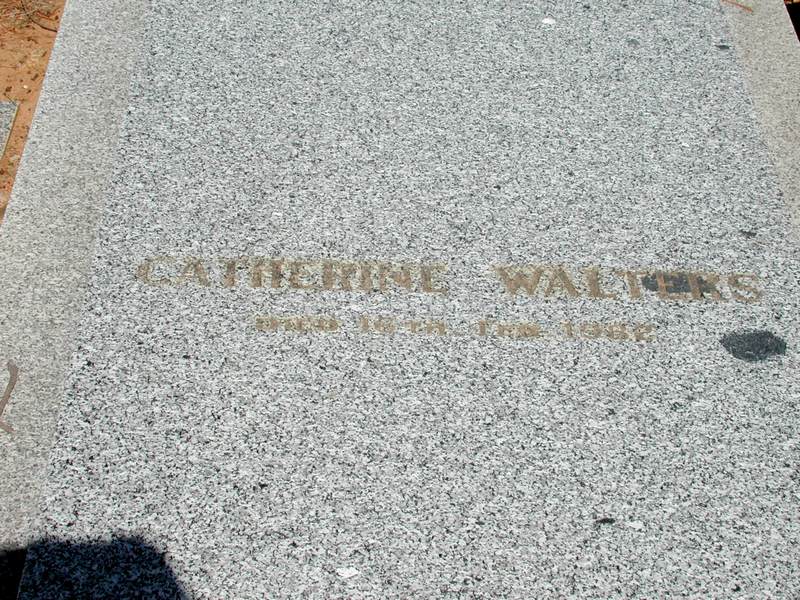 CATHERINE WALTERS
DIED FEB.